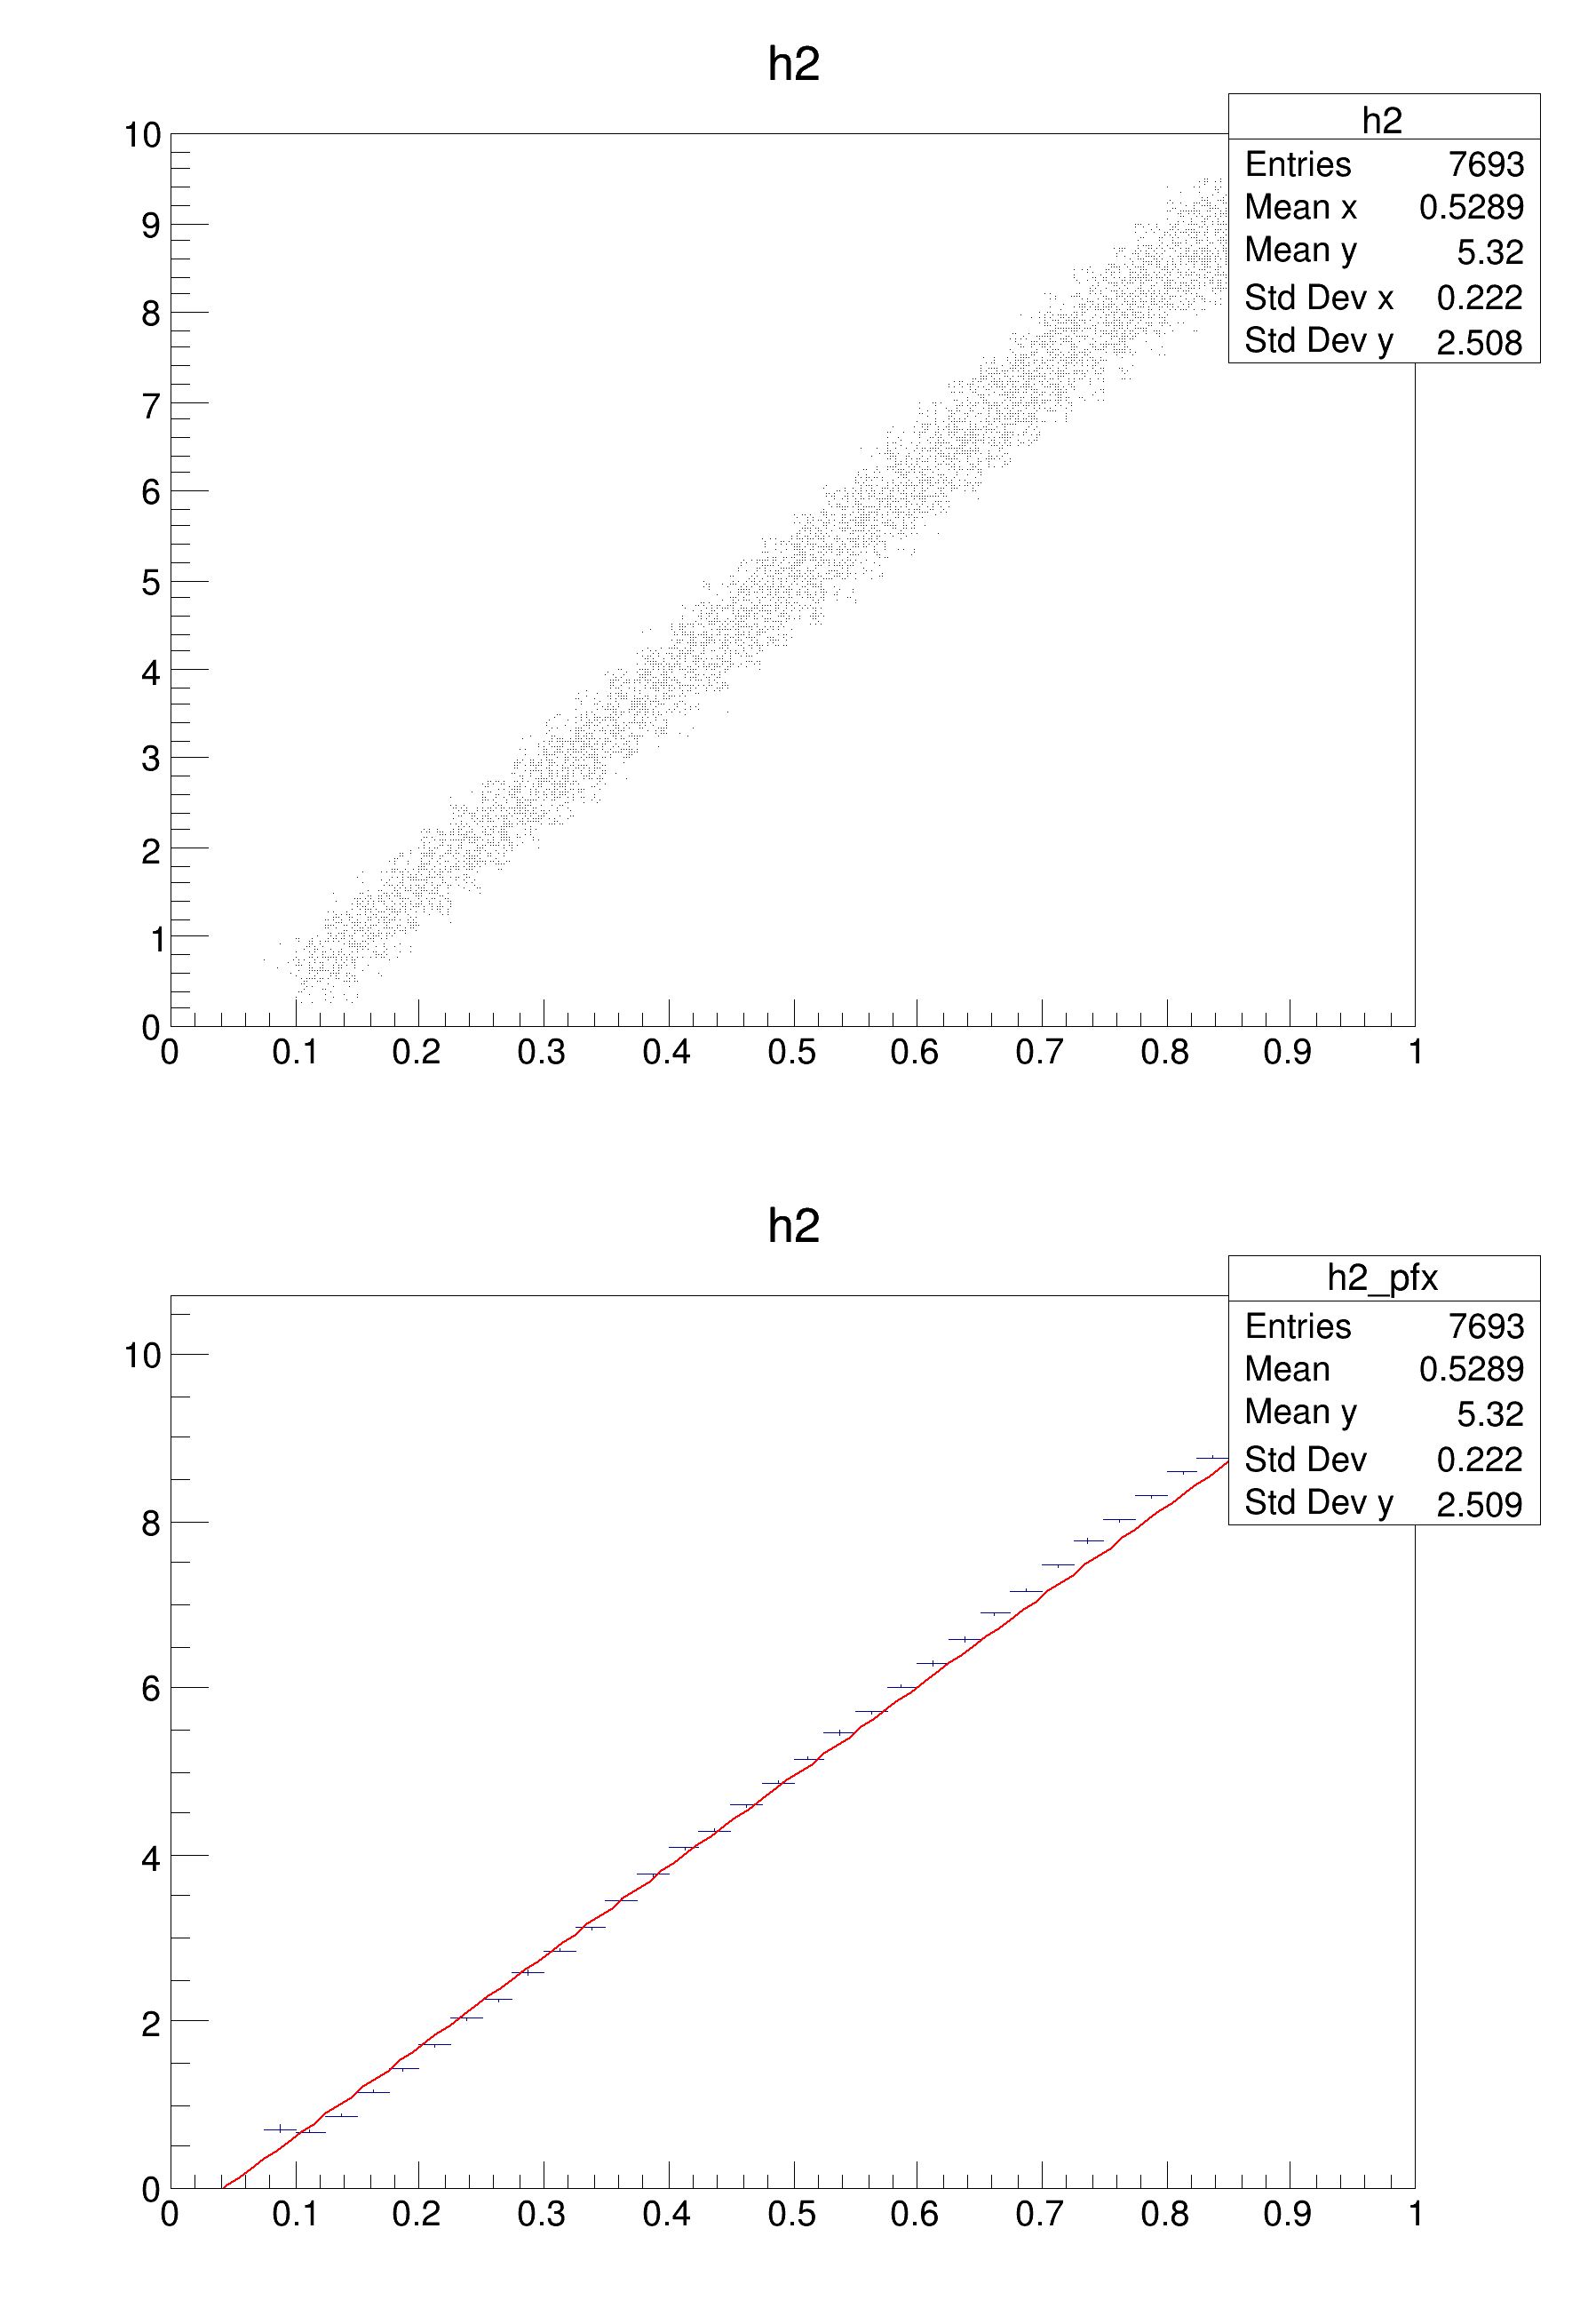 h2
h2
Entries 7693
Mean x 0.5289
Mean y 5.32
Std Dev x 0.222
Std Dev y 2.508
10
9
8
7
6
5
4
3
2
1
0
0 0.1 0.2 0.3 0.4 0.5 0.6 0.7 0.8 0.9 1
h2
h2_pfx
Entries 7693
Mean 0.5289
Mean y 5.32
Std Dev 0.222
Std Dev y 2.509
10
8
6
4
2
0
0 0.1 0.2 0.3 0.4 0.5 0.6 0.7 0.8 0.9 1